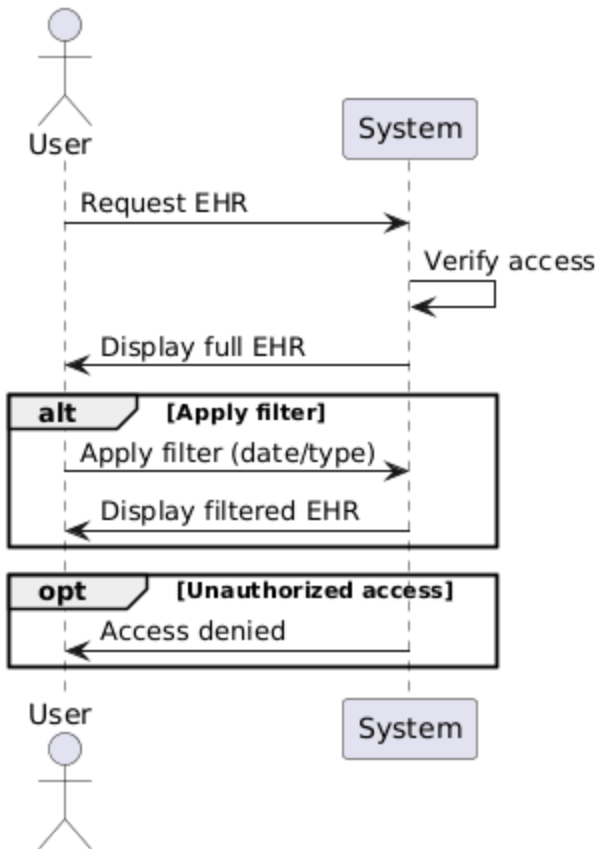 User
System
Request EHR
Verify access
Display full EHR
alt [Apply filter]
Apply filter (date/type)
Display filtered EHR
opt [Unauthorized access]
Access denied
User
System